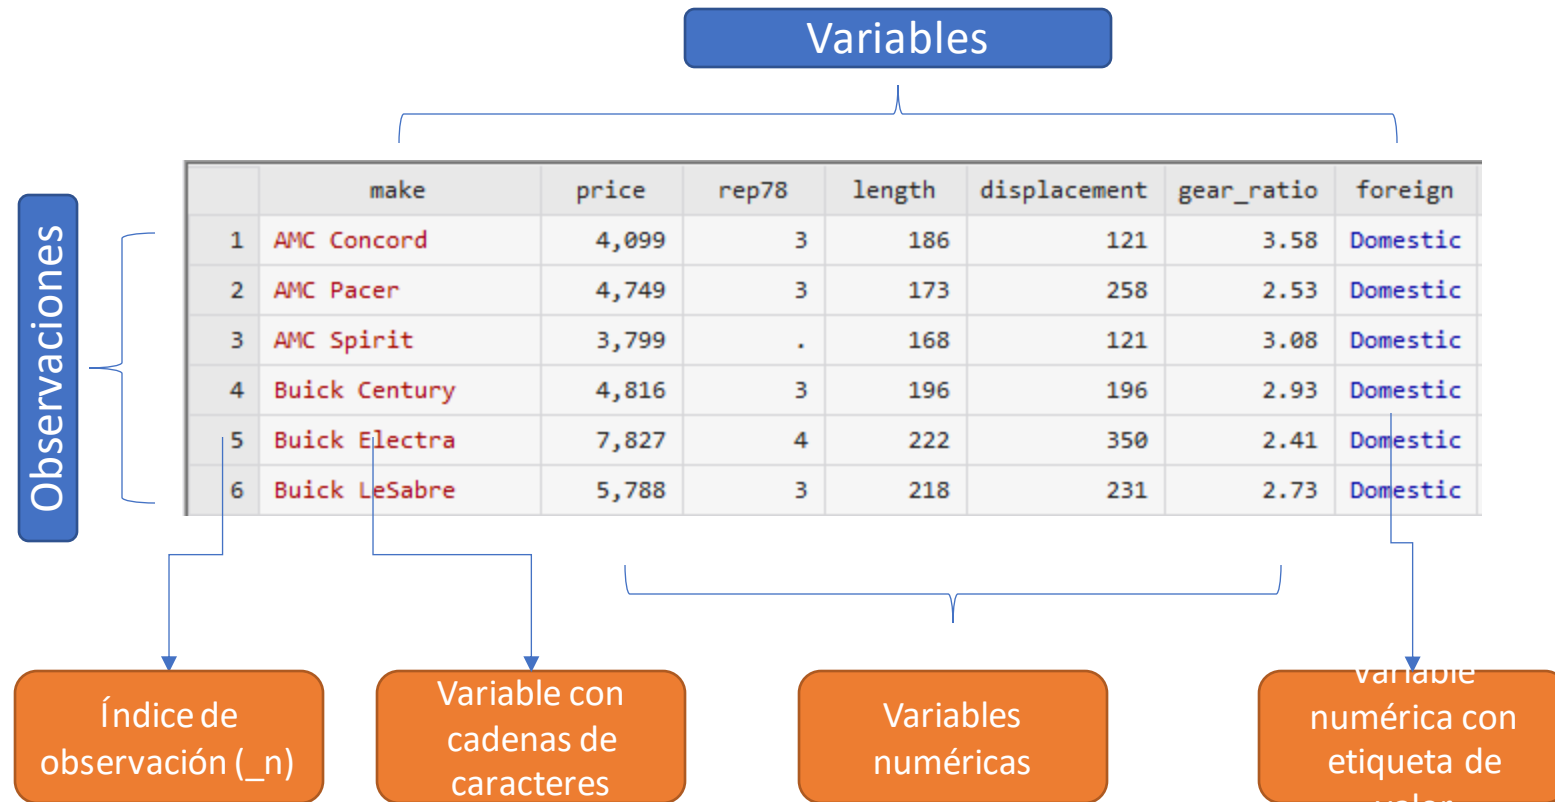 Variables
Observaciones
make price rep78 length displacement gear_ratio foreign
1 AMC Concord 4,099 3 186 121 3.58 Domestic
2 AMC Pacer 4,749 3 173 258 2.53 Domestic
3 AMC Spirit 3,799 . 168 121 3.08 Domestic
4 Buick Century 4,816 3 196 196 2.93 Domestic
5 Buick Electra 7,827 4 222 350 2.41 Domestic
6 Buick LeSabre 5,788 3 218 231 2.73 Domestic
Índice de
observación (_n)
Variable con
cadenas de
caracteres
Variables
numéricas
Variable
numérica con
etiqueta de
valor